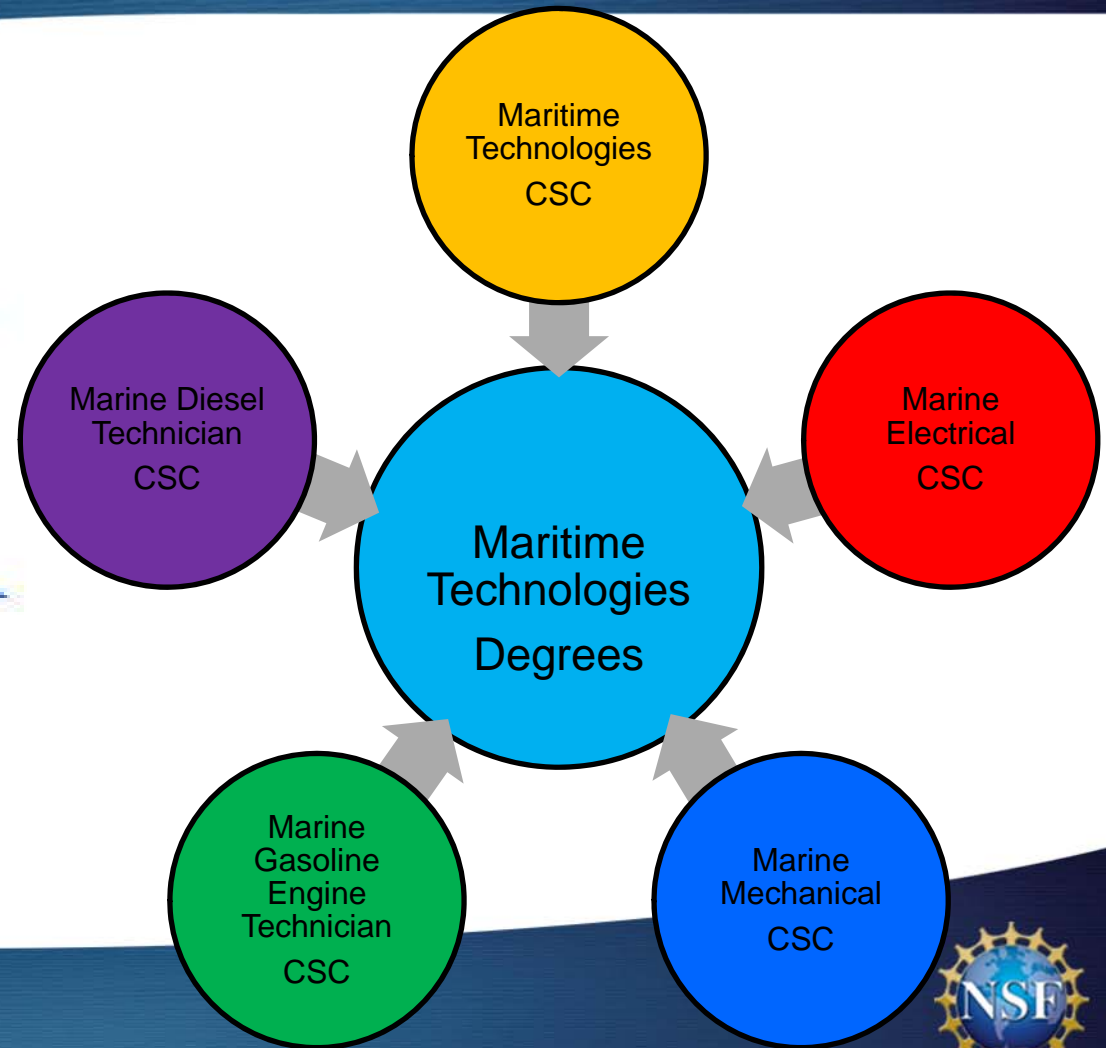 Maritime
Technologies
CSC
Marine Diesel
Technician
CSC
Marine
Electrical
CSC
Maritime
Technologies
Degrees
Marine
Gasoline
Engine
Technician
CSC
Marine
Mechanical
CSC
NSF